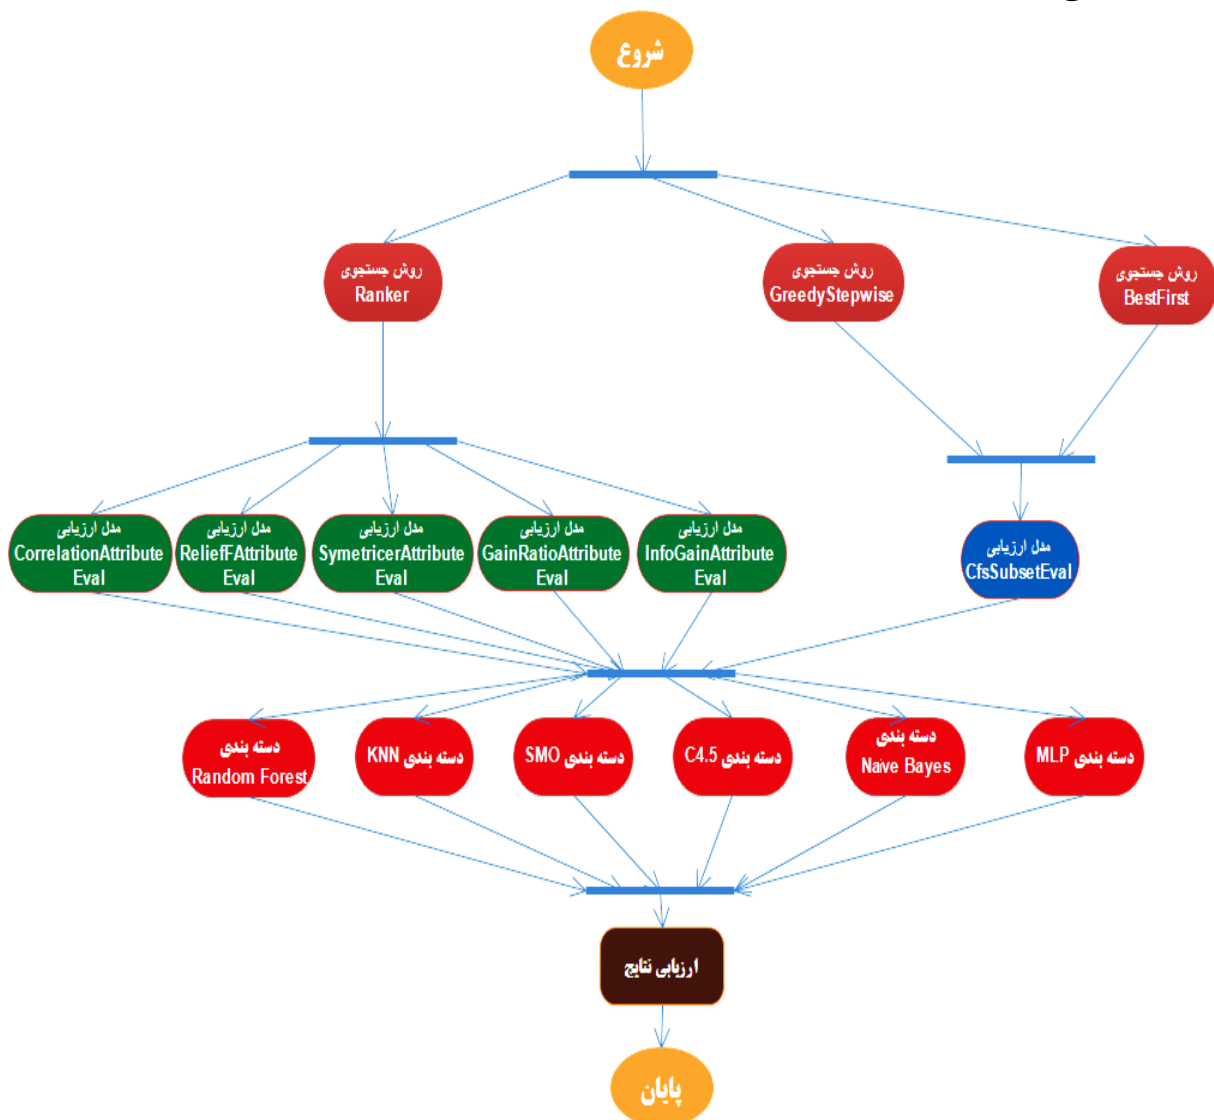 شروع
روش جستجوی
Ranker
روش جستجوی
GreedyStepwise
روش جستجوی
BestFirst
مدل ارزیابی
CorrelationAttribute
Eval
مدل ارزیابی
ReliefFAttribute
Eval
مدل ارزیابی
SymetricerAttribute
Eval
مدل ارزیابی
GainRatioAttribute
Eval
مدل ارزیابی
InfoGainAttribute
Eval
مدل ارزیابی
CfsSubsetEval
دسته بندی
Random Forest
دسته بندی KNN
دسته بندی SMO
دسته بندی C4.5
دسته بندی
Naive Bayes
دسته بندی MLP
ارزیابی نتایج
پایان